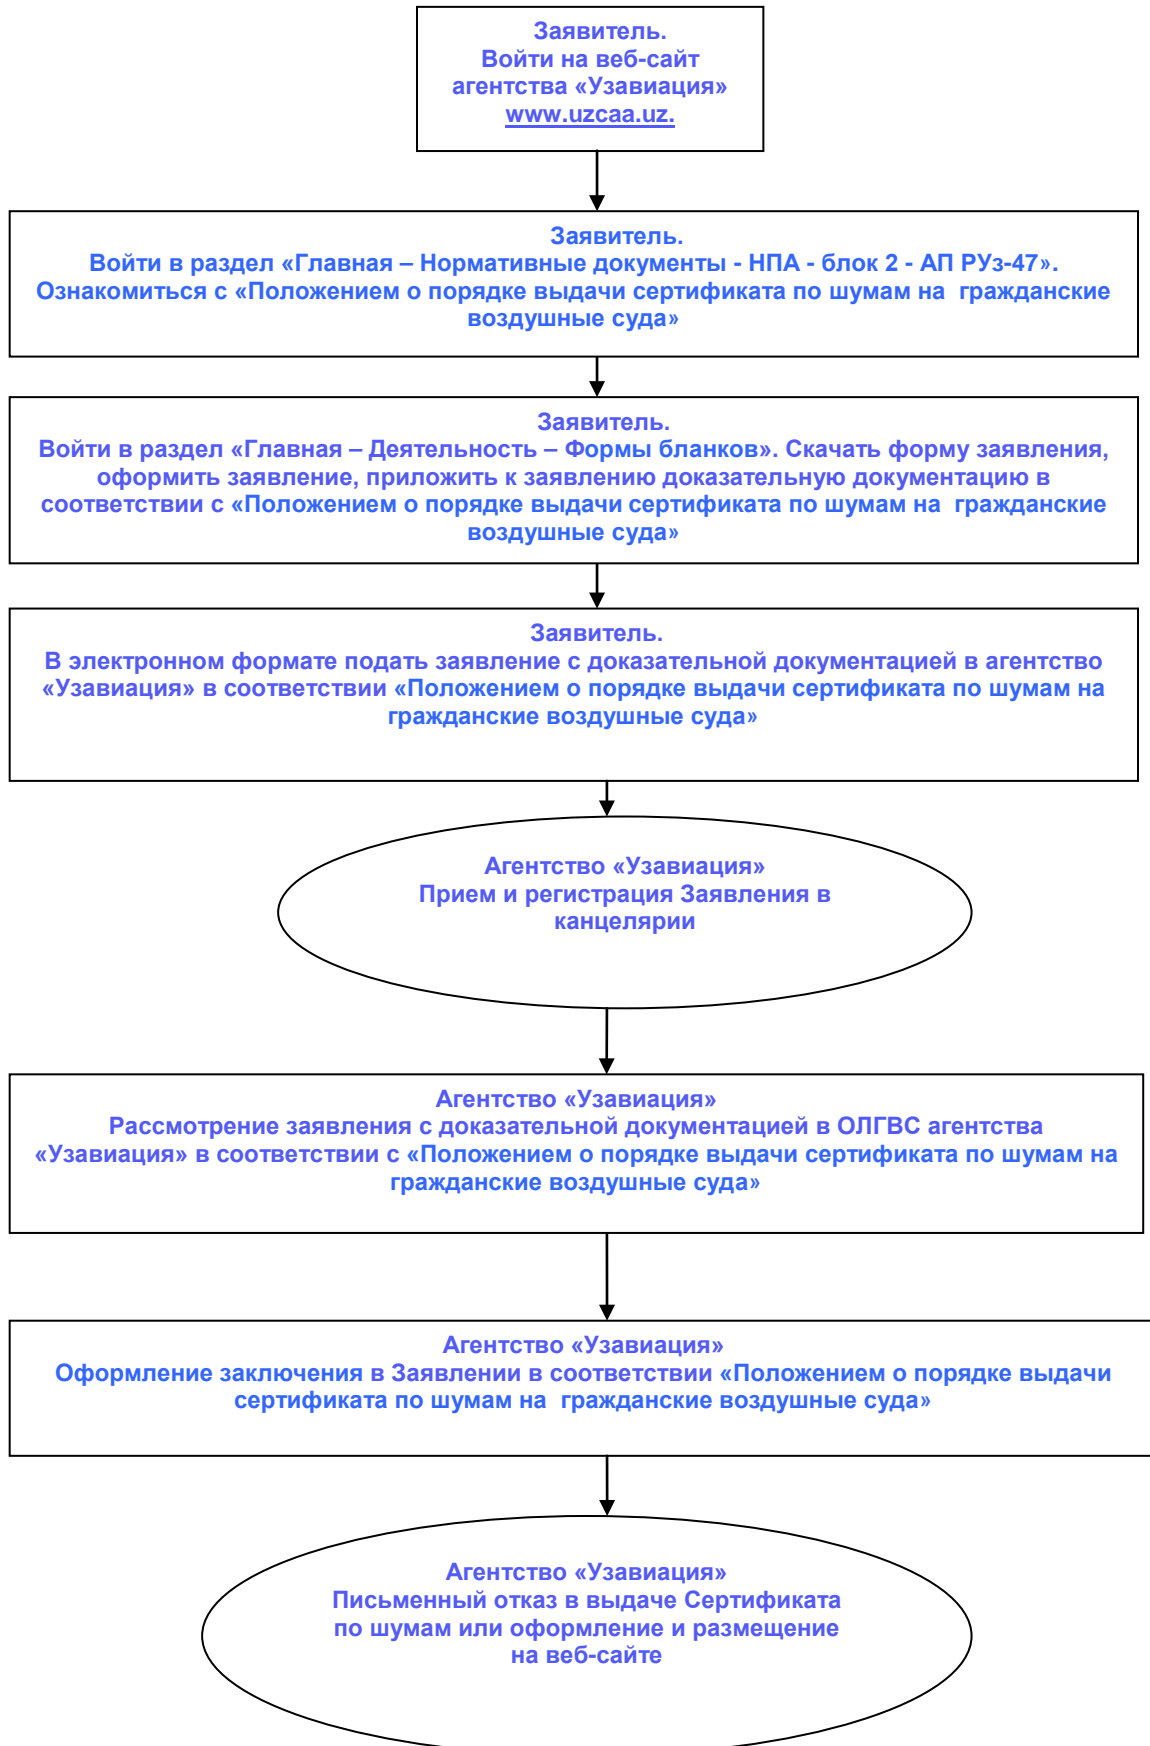 Заявитель.
Войти на веб-сайт
агентства «Узавиация»
www.uzcaa.uz.
Заявитель.
Войти в раздел «Главная – Нормативные документы - НПА - блок 2 - АП РУз-47».
Ознакомиться с «Положением о порядке выдачи сертификата по шумам на гражданские
воздушные суда»
Заявитель.
Войти в раздел «Главная – Деятельность – Формы бланков». Скачать форму заявления,
оформить заявление, приложить к заявлению доказательную документацию в
соответствии с «Положением о порядке выдачи сертификата по шумам на гражданские
воздушные суда»
Заявитель.
В электронном формате подать заявление с доказательной документацией в агентство
«Узавиация» в соответствии «Положением о порядке выдачи сертификата по шумам на
гражданские воздушные суда»
Агентство «Узавиация»
Прием и регистрация Заявления в
канцелярии
Агентство «Узавиация»
Рассмотрение заявления с доказательной документацией в ОЛГВС агентства
«Узавиация» в соответствии с «Положением о порядке выдачи сертификата по шумам на
гражданские воздушные суда»
Агентство «Узавиация»
Оформление заключения в Заявлении в соответствии «Положением о порядке выдачи
сертификата по шумам на гражданские воздушные суда»
Агентство «Узавиация»
Письменный отказ в выдаче Сертификата
по шумам или оформление и размещение
на веб-сайте